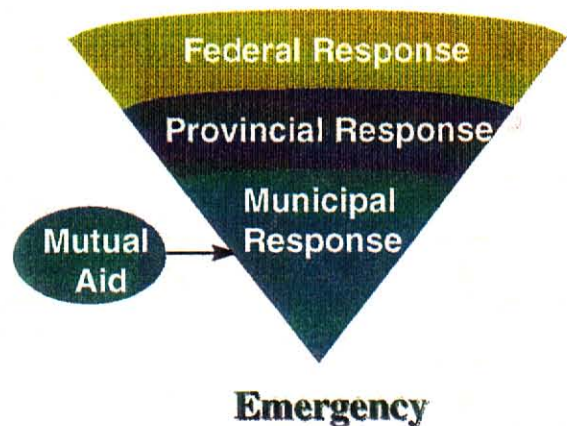 Federal Response
Provincial Response
Municipal
Response
Mutual
Aid
Emergency